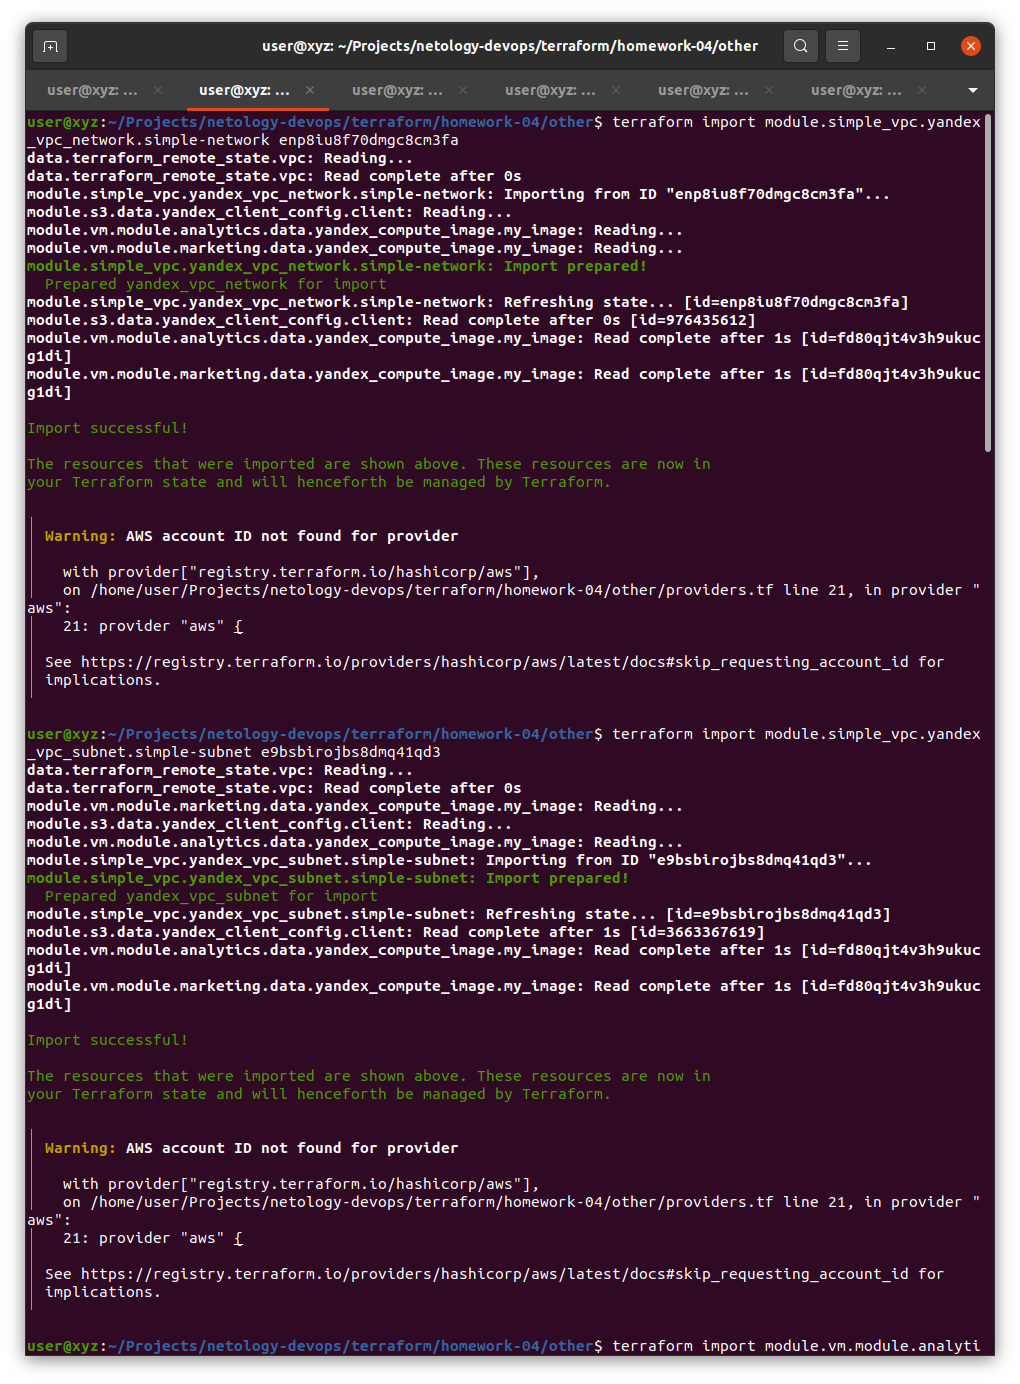 user@xyz: ~/Projects/netology-devops/terraform/homework-04/other
user@xyz: ... × user@xyz: ... × user@xyz: ... × user@xyz: ... × user@xyz: ... × user@xyz: ... ×
user@xyz:~/Projects/netology-devops/terraform/homework-04/other$ terraform import module.simple_vpc.yandex
_vpc_network.simple-network enp8iu8f70dmgc8cm3fa
data.terraform_remote_state.vpc: Reading...
data.terraform_remote_state.vpc: Read complete after 0s
module.simple_vpc.yandex_vpc_network.simple-network: Importing from ID "enp8iu8f70dmgc8cm3fa"...
module.s3.data.yandex_client_config.client: Reading...
module.vm.module.analytics.data.yandex_compute_image.my_image: Reading...
module.vm.module.marketing.data.yandex_compute_image.my_image: Reading...
module.simple_vpc.yandex_vpc_network.simple-network: Import prepared!
  Prepared yandex_vpc_network for import
module.simple_vpc.yandex_vpc_network.simple-network: Refreshing state... [id=enp8iu8f70dmgc8cm3fa]
module.s3.data.yandex_client_config.client: Read complete after 0s [id=976435612]
module.vm.module.analytics.data.yandex_compute_image.my_image: Read complete after 1s [id=fd80qjt4v3h9ukuc
g1di]
module.vm.module.marketing.data.yandex_compute_image.my_image: Read complete after 1s [id=fd80qjt4v3h9ukuc
g1di]
Import successful!
The resources that were imported are shown above. These resources are now in
your Terraform state and will henceforth be managed by Terraform.
Warning: AWS account ID not found for provider
with provider["registry.terraform.io/hashicorp/aws"],
on /home/user/Projects/netology-devops/terraform/homework-04/other/providers.tf line 21, in provider "
aws":
21: provider "aws" {
See https://registry.terraform.io/providers/hashicorp/aws/latest/docs#skip_requesting_account_id for
implications.
user@xyz:~/Projects/netology-devops/terraform/homework-04/other$ terraform import module.simple_vpc.yandex
_vpc_subnet.simple-subnet e9bsbirojbs8dmq41qd3
data.terraform_remote_state.vpc: Reading...
data.terraform_remote_state.vpc: Read complete after 0s
module.vm.module.marketing.data.yandex_compute_image.my_image: Reading...
module.s3.data.yandex_client_config.client: Reading...
module.vm.module.analytics.data.yandex_compute_image.my_image: Reading...
module.simple_vpc.yandex_vpc_subnet.simple-subnet: Importing from ID "e9bsbirojbs8dmq41qd3"...
module.simple_vpc.yandex_vpc_subnet.simple-subnet: Import prepared!
  Prepared yandex_vpc_subnet for import
module.simple_vpc.yandex_vpc_subnet.simple-subnet: Refreshing state... [id=e9bsbirojbs8dmq41qd3]
module.s3.data.yandex_client_config.client: Read complete after 1s [id=3663367619]
module.vm.module.analytics.data.yandex_compute_image.my_image: Read complete after 1s [id=fd80qjt4v3h9ukuc
g1di]
module.vm.module.marketing.data.yandex_compute_image.my_image: Read complete after 1s [id=fd80qjt4v3h9ukuc
g1di]
Import successful!
The resources that were imported are shown above. These resources are now in
your Terraform state and will henceforth be managed by Terraform.
Warning: AWS account ID not found for provider
with provider["registry.terraform.io/hashicorp/aws"],
on /home/user/Projects/netology-devops/terraform/homework-04/other/providers.tf line 21, in provider "
aws":
21: provider "aws" {
See https://registry.terraform.io/providers/hashicorp/aws/latest/docs#skip_requesting_account_id for
implications.
user@xyz:~/Projects/netology-devops/terraform/homework-04/other$ terraform import module.vm.module.analyti